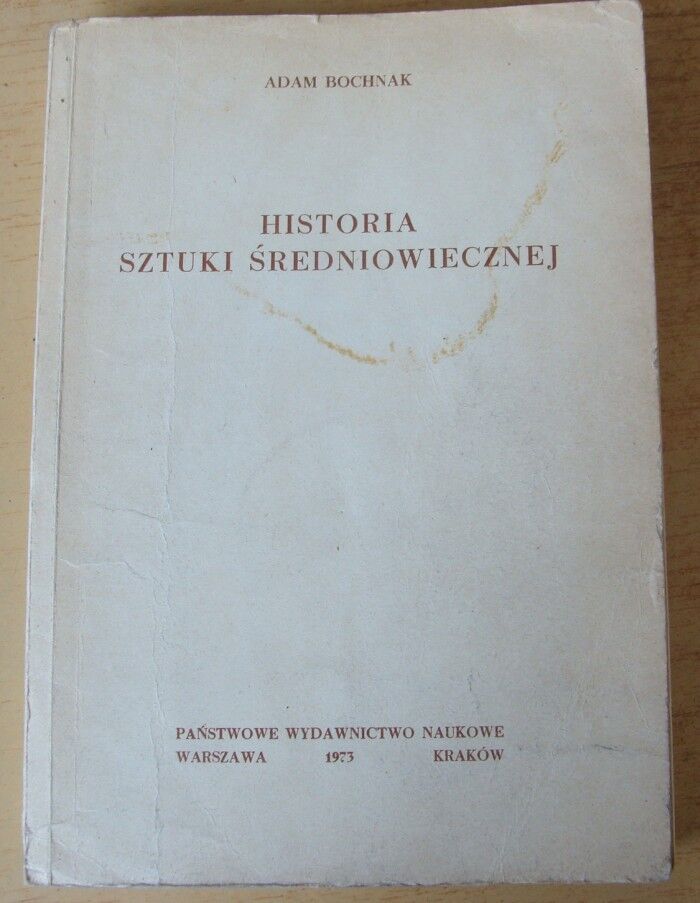 ADAM BOCHNAK
HISTORIA
SZTUKI ŚREDNIOWIECZNEJ
PAŃSTWOWE WYDAWNICTWO NAUKOWE
WARSZAWA 1973 KRAKÓW